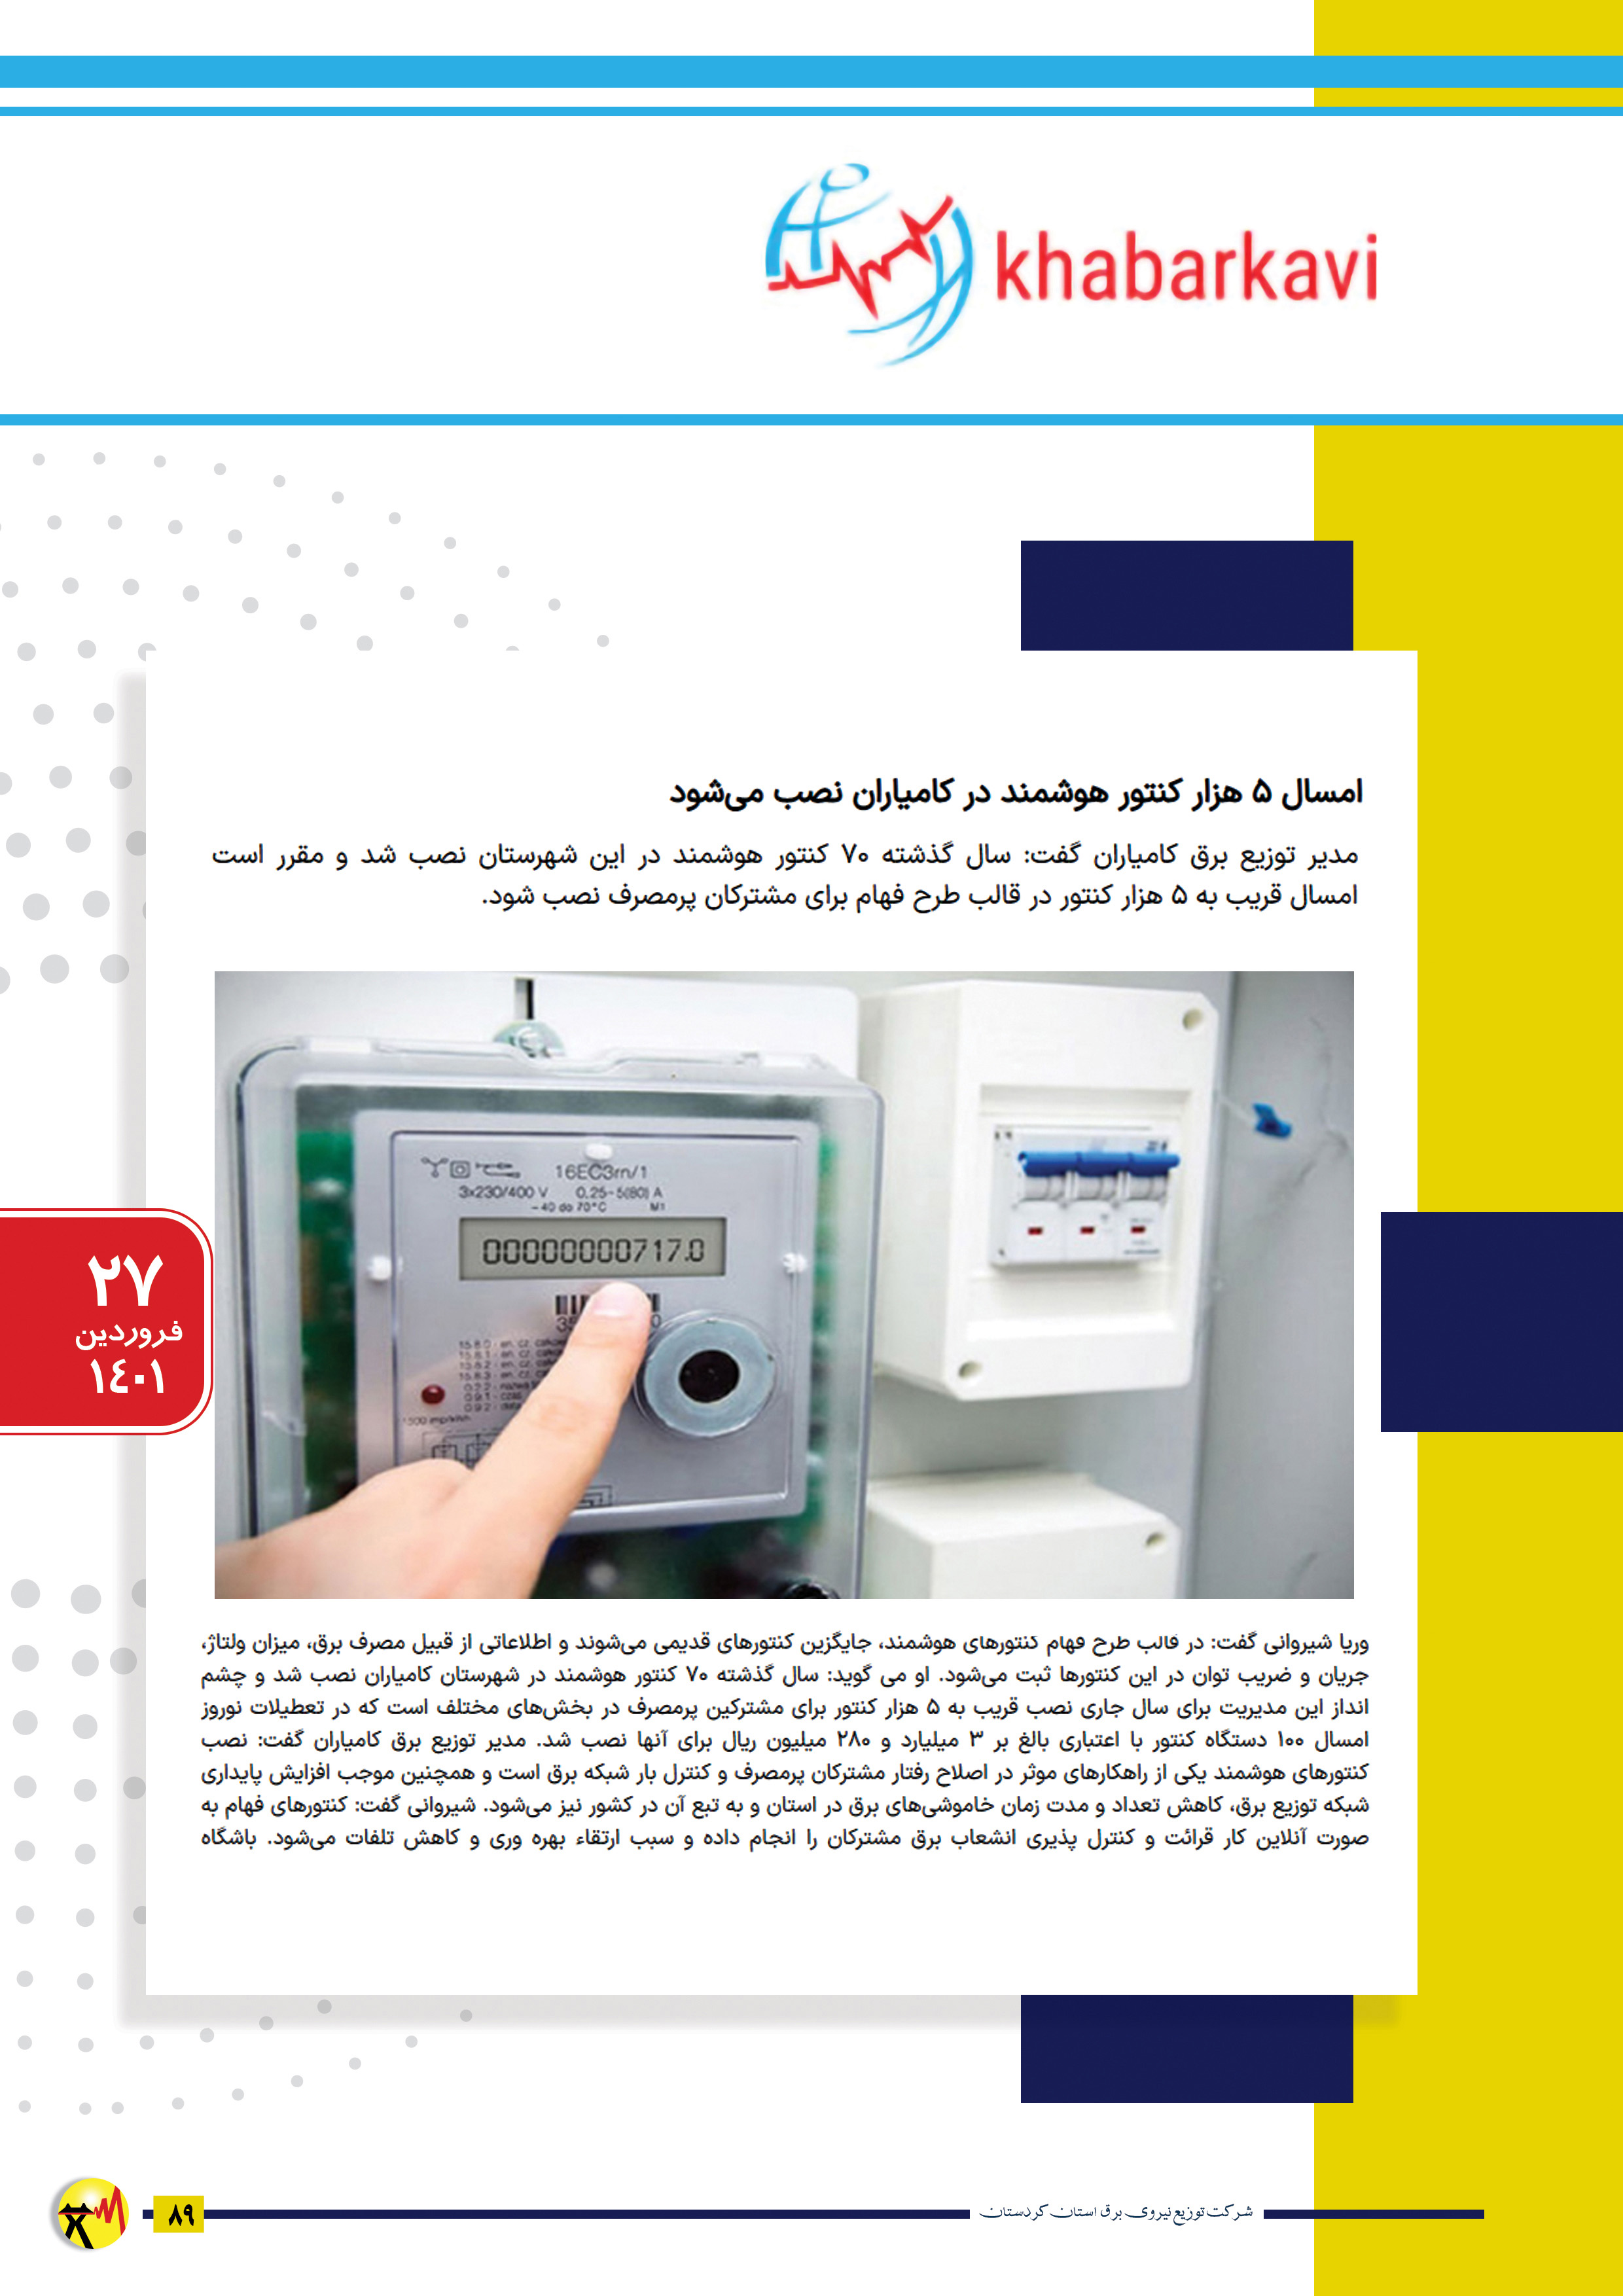 khabarkavi
امسال ۵ هزار کنتور هوشمند در کامیاران نصب می‌شود
مدیر توزیع برق کامیاران گفت: سال گذشته ۷۰ کنتور هوشمند در این شهرستان نصب شد و مقرر است
امسال قریب به ۵ هزار کنتور در قالب طرح فهام برای مشترکان پرمصرف نصب شود.
16EC3rn/1
3x230/400 V 0,25-5(80) A
-40 do 70°C M1
00000000717.0
۲۷
فروردین
۱۴۰۱
وریا شیروانی گفت: در قالب طرح فهام کنتورهای هوشمند، جایگزین کنتورهای قدیمی می‌شوند و اطلاعاتی از قبیل مصرف برق، میزان ولتاژ،
جریان و ضریب توان در این کنتورها ثبت می‌شود. او می گوید: سال گذشته ۷۰ کنتور هوشمند در شهرستان کامیاران نصب شد و چشم
انداز این مدیریت برای سال جاری نصب قریب به ۵ هزار کنتور برای مشترکین پرمصرف در بخش‌های مختلف است که در تعطیلات نوروز
امسال ۱۰۰ دستگاه کنتور با اعتباری بالغ بر ۳ میلیارد و ۲۸۰ میلیون ریال برای آنها نصب شد. مدیر توزیع برق کامیاران گفت: نصب
کنتورهای هوشمند یکی از راهکارهای موثر در اصلاح رفتار مشترکان پرمصرف و کنترل بار شبکه برق است و همچنین موجب افزایش پایداری
شبکه توزیع برق، کاهش تعداد و مدت زمان خاموشی‌های برق در استان و به تبع آن در کشور نیز می‌شود. شیروانی گفت: کنتورهای فهام به
صورت آنلاین کار قرائت و کنترل پذیری انشعاب برق مشترکان را انجام داده و سبب ارتقاء بهره وری و کاهش تلفات می‌شود. باشگاه
شرکت توزیع نیروی برق استان کردستان
۸۹